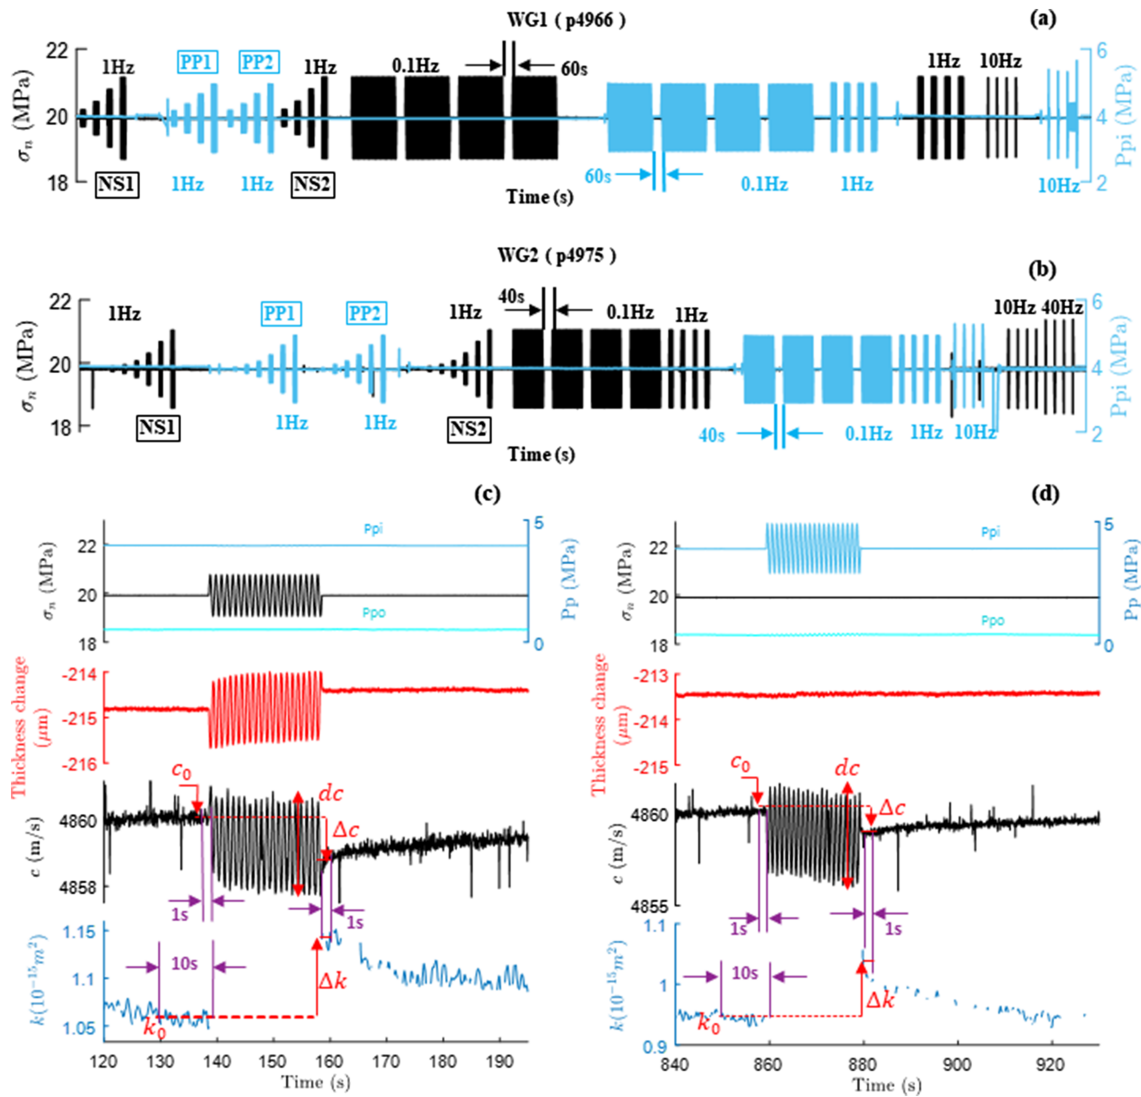 WG1 ( p4966 )
(a)
22
20
18
σn (MPa)
6
4
2
Ppi (MPa)
1Hz
PP1
PP2
1Hz
0.1Hz
60s
1Hz
10Hz
NS1
1Hz
1Hz
NS2
60s
0.1Hz
1Hz
10Hz
Time (s)
WG2 ( p4975 )
(b)
22
20
18
σn (MPa)
6
4
2
Ppi (MPa)
1Hz
PP1
PP2
1Hz
40s
0.1Hz
1Hz
10Hz
40Hz
NS1
1Hz
1Hz
NS2
40s
0.1Hz
1Hz
10Hz
Time (s)
(c)
22
20
18
σn (MPa)
5
0
Pp (MPa)
Ppi
Ppo
-214
-215
-216
Thickness change
(μm)
4860
4858
c (m/s)
c0
dc
Δc
1s
1s
1.15
1.1
1.05
k(10-15m2)
10s
k0
Δk
120
130
140
150
160
170
180
190
Time (s)
(d)
22
20
18
σn (MPa)
5
0
Pp (MPa)
Ppi
Ppo
-213
-214
-215
Thickness change
(μm)
4860
4855
c (m/s)
c0
dc
Δc
1s
1s
1.1
1
0.9
k(10-15m2)
10s
k0
Δk
840
860
880
900
920
Time (s)